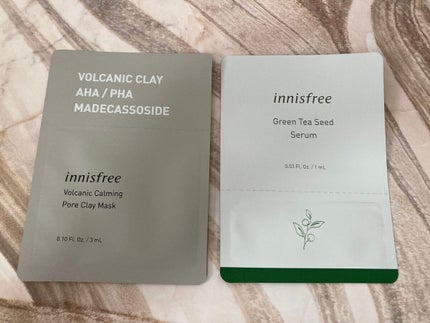 VOLCANIC CLAY
AHA / PHA
MADECASSOSIDE
innisfree
Volcanic Calming
Pore Clay Mask
0.10 Fl. Oz. / 3 mL
innisfree
Green Tea Seed
Serum
0.03 Fl. Oz. / 1 mL